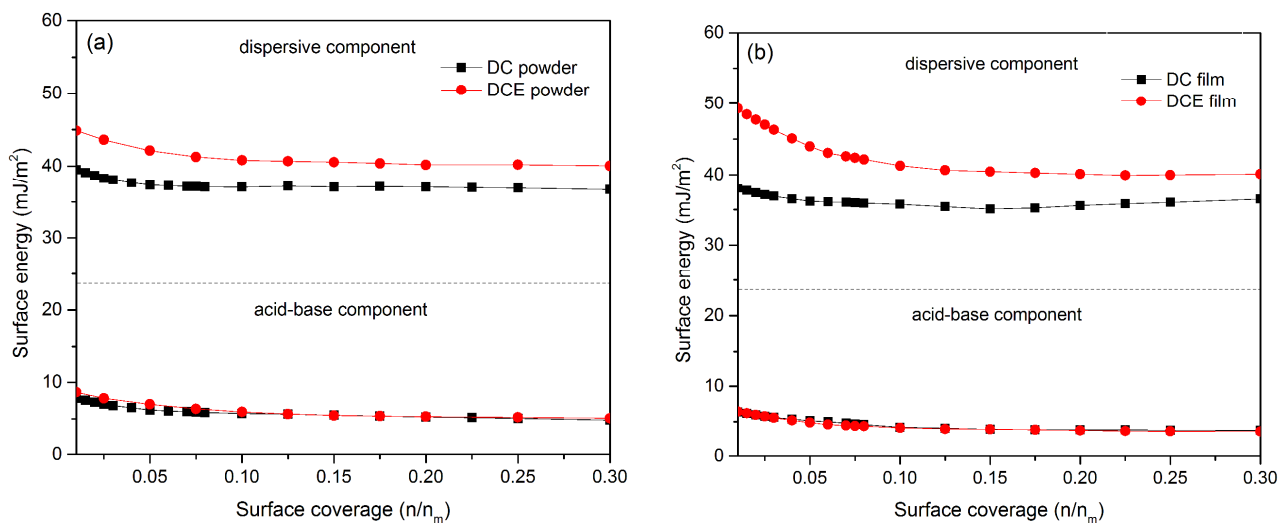 (a)
dispersive component
DC powder
DCE powder
acid-base component
60
50
40
30
20
10
0
0.05
0.10
0.15
0.20
0.25
0.30
Surface energy (mJ/m²)
Surface coverage (n/nₘ)
(b)
dispersive component
DC film
DCE film
acid-base component
60
50
40
30
20
10
0
0.05
0.10
0.15
0.20
0.25
0.30
Surface energy (mJ/m²)
Surface coverage (n/nₘ)